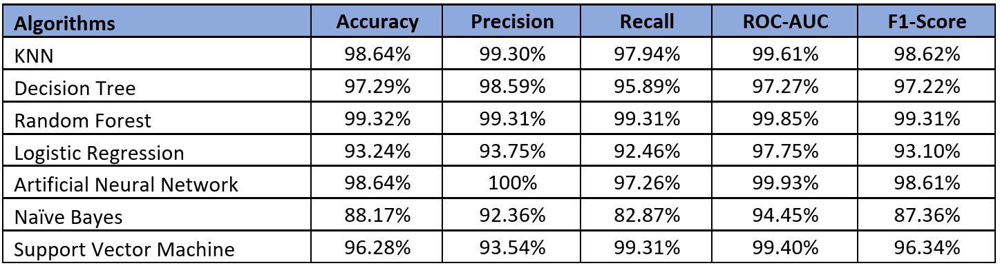 Algorithms Accuracy Precision Recall ROC-AUC F1-Score
KNN 98.64% 99.30% 97.94% 99.61% 98.62%
Decision Tree 97.29% 98.59% 95.89% 97.27% 97.22%
Random Forest 99.32% 99.31% 99.31% 99.85% 99.31%
Logistic Regression 93.24% 93.75% 92.46% 97.75% 93.10%
Artificial Neural Network 98.64% 100% 97.26% 99.93% 98.61%
Naïve Bayes 88.17% 92.36% 82.87% 94.45% 87.36%
Support Vector Machine 96.28% 93.54% 99.31% 99.40% 96.34%